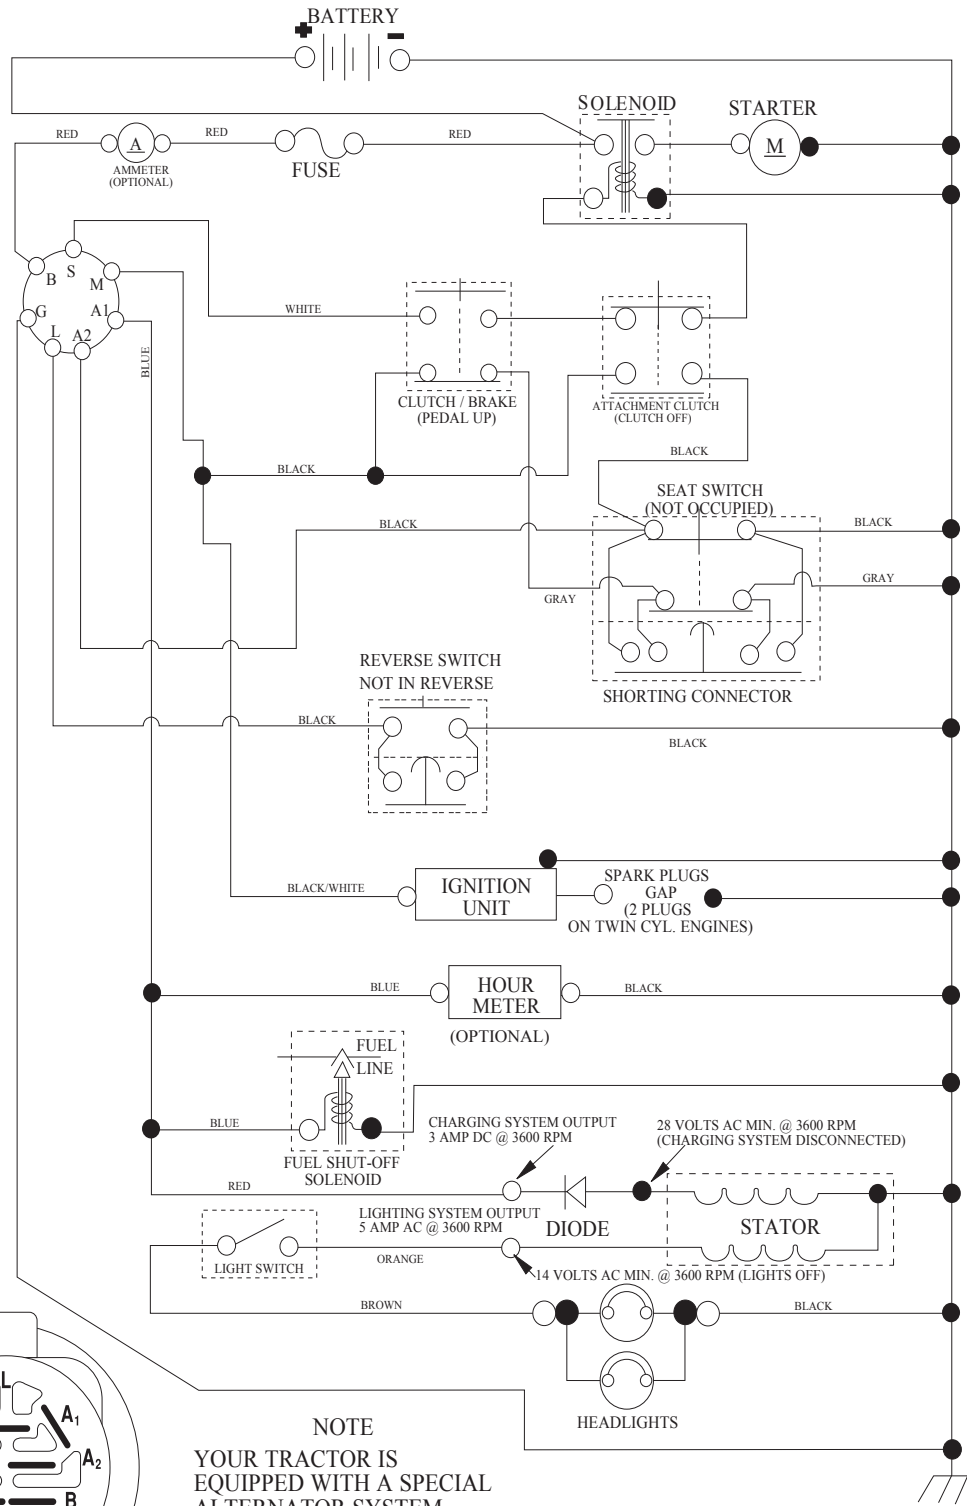 BATTERY
+ -
SOLENOID
STARTER
RED
A
RED
RED
M
AMMETER
(OPTIONAL)
FUSE
B
S
M
G
A1
L
A2
WHITE
BLUE
CLUTCH / BRAKE
(PEDAL UP)
ATTACHMENT CLUTCH
(CLUTCH OFF)
BLACK
BLACK
SEAT SWITCH
(NOT OCCUPIED)
BLACK
BLACK
GRAY
GRAY
REVERSE SWITCH
NOT IN REVERSE
SHORTING CONNECTOR
BLACK
BLACK
BLACK/WHITE
IGNITION
UNIT
SPARK PLUGS
GAP
(2 PLUGS
ON TWIN CYL. ENGINES)
BLUE
HOUR
METER
BLACK
(OPTIONAL)
FUEL
LINE
BLUE
FUEL SHUT-OFF
SOLENOID
CHARGING SYSTEM OUTPUT
3 AMP DC @ 3600 RPM
28 VOLTS AC MIN. @ 3600 RPM
(CHARGING SYSTEM DISCONNECTED)
RED
LIGHTING SYSTEM OUTPUT
5 AMP AC @ 3600 RPM
DIODE
STATOR
LIGHT SWITCH
ORANGE
14 VOLTS AC MIN. @ 3600 RPM (LIGHTS OFF)
BROWN
BLACK
HEADLIGHTS
L
A₁
A₂
B
NOTE
YOUR TRACTOR IS
EQUIPPED WITH A SPECIAL
ALTERNATOR SYSTEM